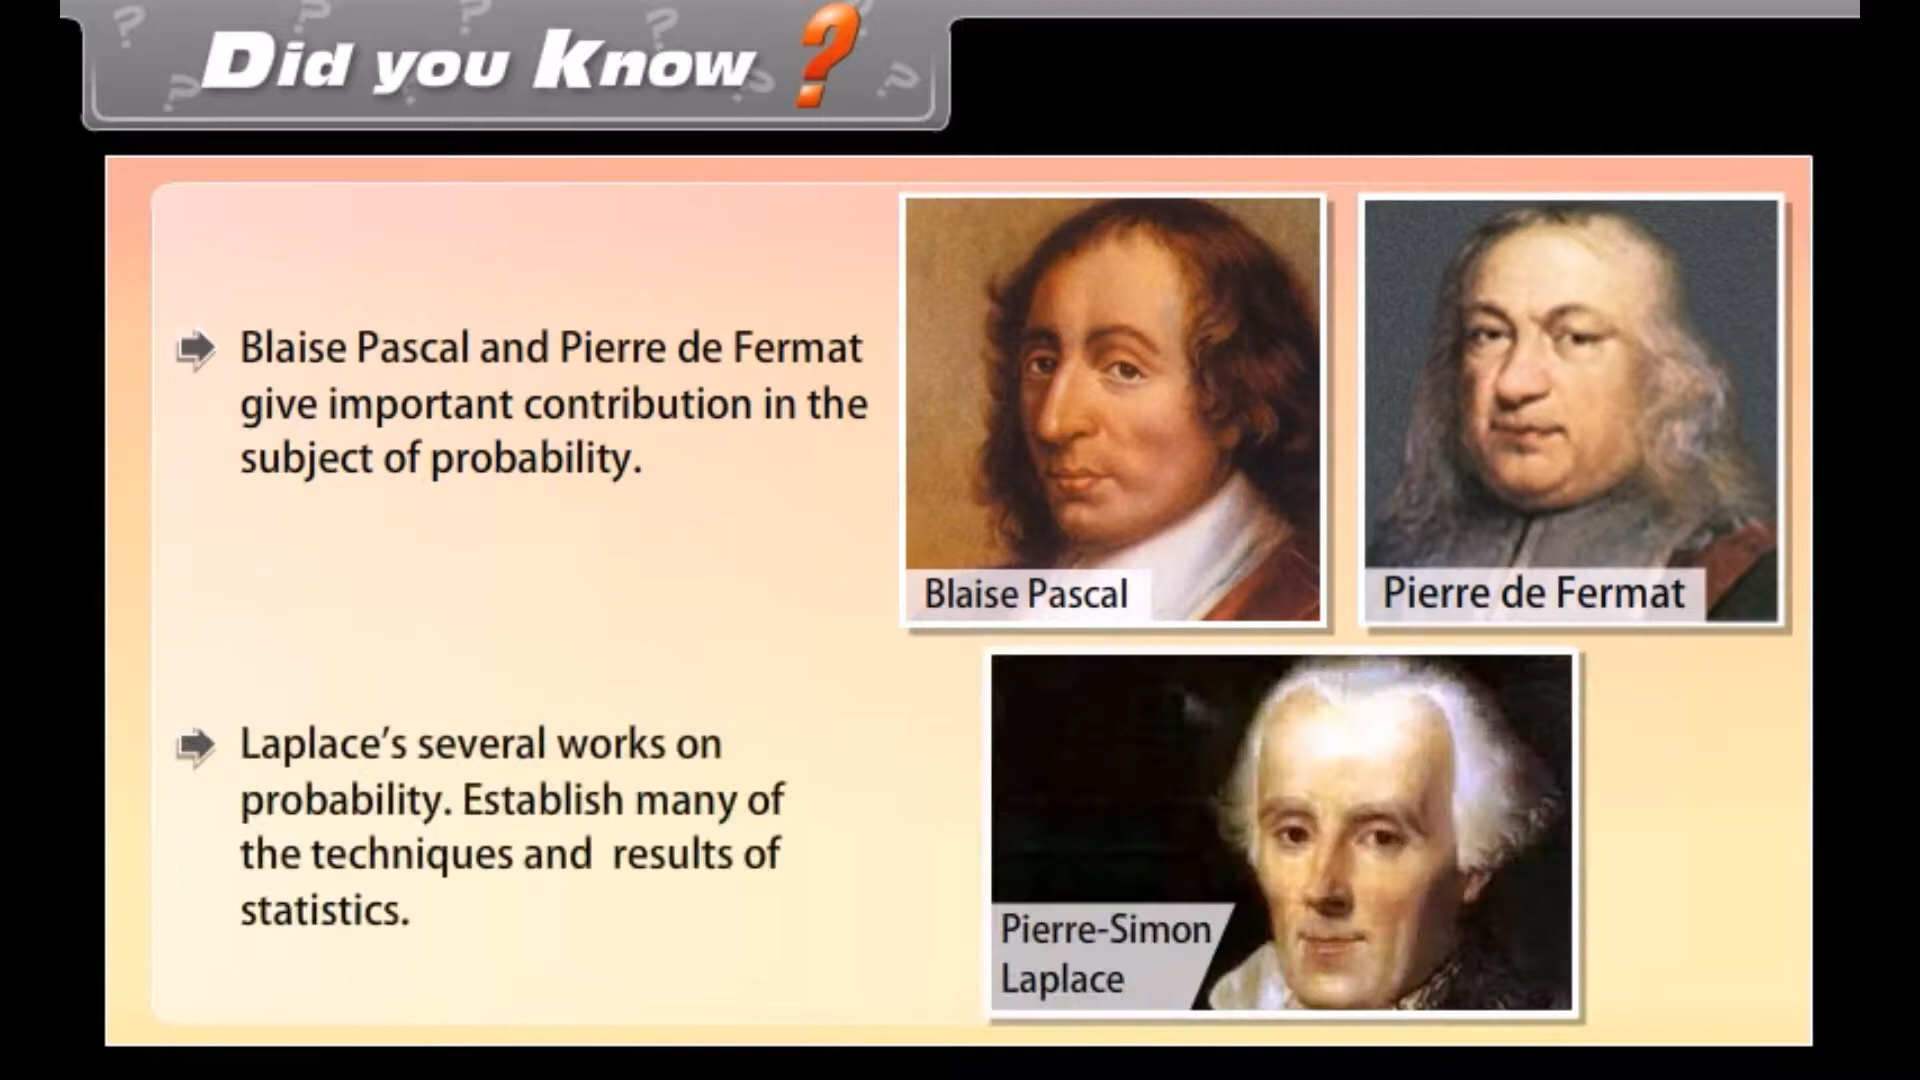 Did you Know ?
Blaise Pascal and Pierre de Fermat
give important contribution in the
subject of probability.
Blaise Pascal
Pierre de Fermat
Laplace’s several works on
probability. Establish many of
the techniques and results of
statistics.
Pierre-Simon
Laplace